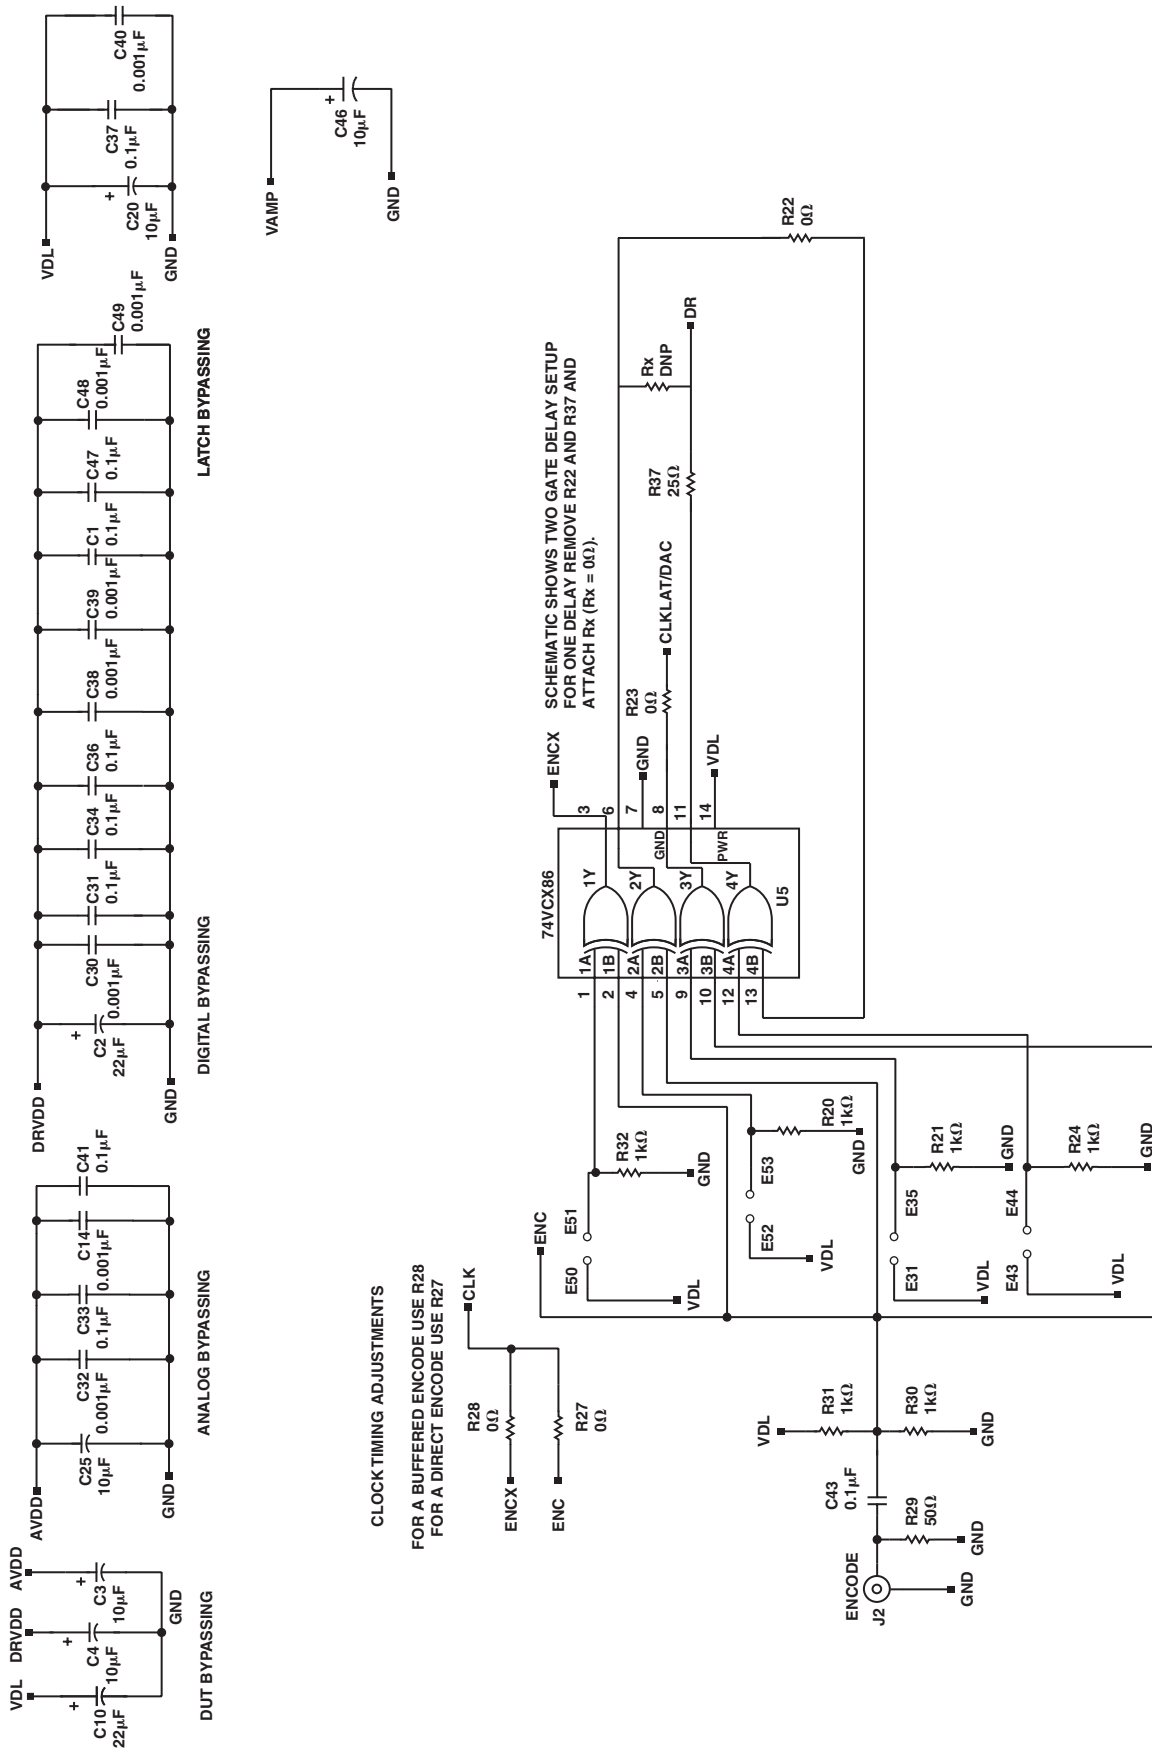 VDL
C10
22µF
+
DRVDD
C4
10µF
+
AVDD
C3
10µF
+
GND
DUT BYPASSING
AVDD
GND
C25
10µF
C32
0.001µF
C33
0.1µF
C14
0.001µF
C41
0.1µF
ANALOG BYPASSING
DRVDD
GND
+
C2
22µF
C30
0.001µF
C31
0.1µF
C34
0.1µF
C36
0.1µF
C38
0.001µF
C39
0.001µF
C1
0.1µF
C47
0.1µF
C48
0.001µF
C49
0.001µF
DIGITAL BYPASSING
LATCH BYPASSING
VDL
GND
+
C20
10µF
C37
0.1µF
C40
0.001µF
VAMP
GND
+
C46
10µF
CLOCK TIMING ADJUSTMENTS
FOR A BUFFERED ENCODE USE R28
FOR A DIRECT ENCODE USE R27
ENCX
R28
0Ω
ENC
R27
0Ω
CLK
SCHEMATIC SHOWS TWO GATE DELAY SETUP
FOR ONE DELAY REMOVE R22 AND R37 AND
ATTACH Rx (Rx = 0Ω).
ENC
E50
E51
VDL
R32
1kΩ
GND
E52
E53
VDL
R20
1kΩ
GND
E31
E35
VDL
R21
1kΩ
GND
E43
E44
VDL
R24
1kΩ
GND
ENCODE
J2
GND
R29
50Ω
GND
C43
0.1µF
VDL
R31
1kΩ
R30
1kΩ
GND
74VCX86
U5
1
2
4
5
9
10
12
13
1A
1B
2A
2B
3A
3B
4A
4B
1Y
2Y
3Y
4Y
GND
PWR
3
6
7
8
11
14
ENCX
GND
VDL
R23
0Ω
CLKLAT/DAC
R37
25Ω
Rx
DNP
DR
R22
0Ω